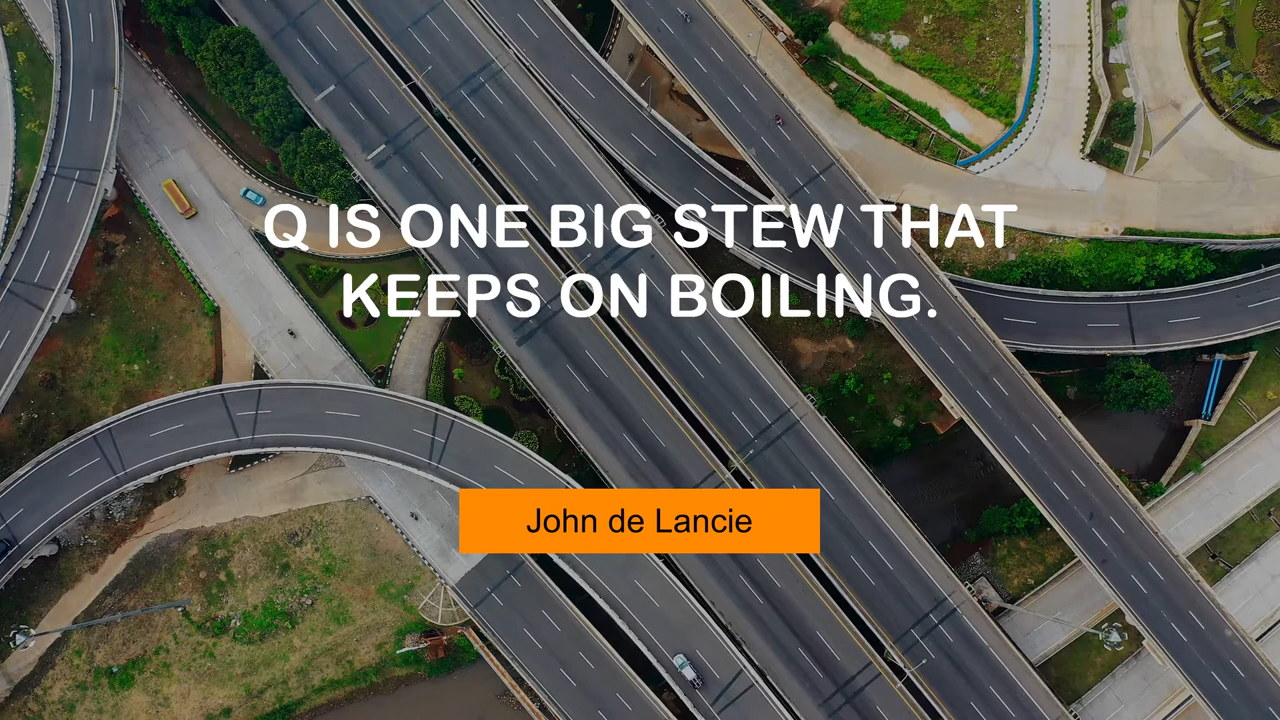 Q IS ONE BIG STEW THAT
KEEPS ON BOILING.
John de Lancie